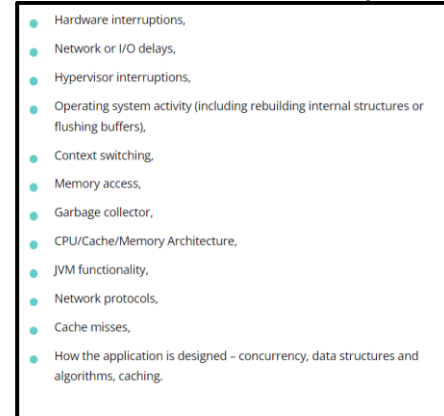 Hardware interruptions,
Network or I/O delays,
Hypervisor interruptions,
Operating system activity (including rebuilding internal structures or
flushing buffers),
Context switching,
Memory access,
Garbage collector,
CPU/Cache/Memory Architecture,
JVM functionality,
Network protocols,
Cache misses,
How the application is designed – concurrency, data structures and
algorithms, caching.